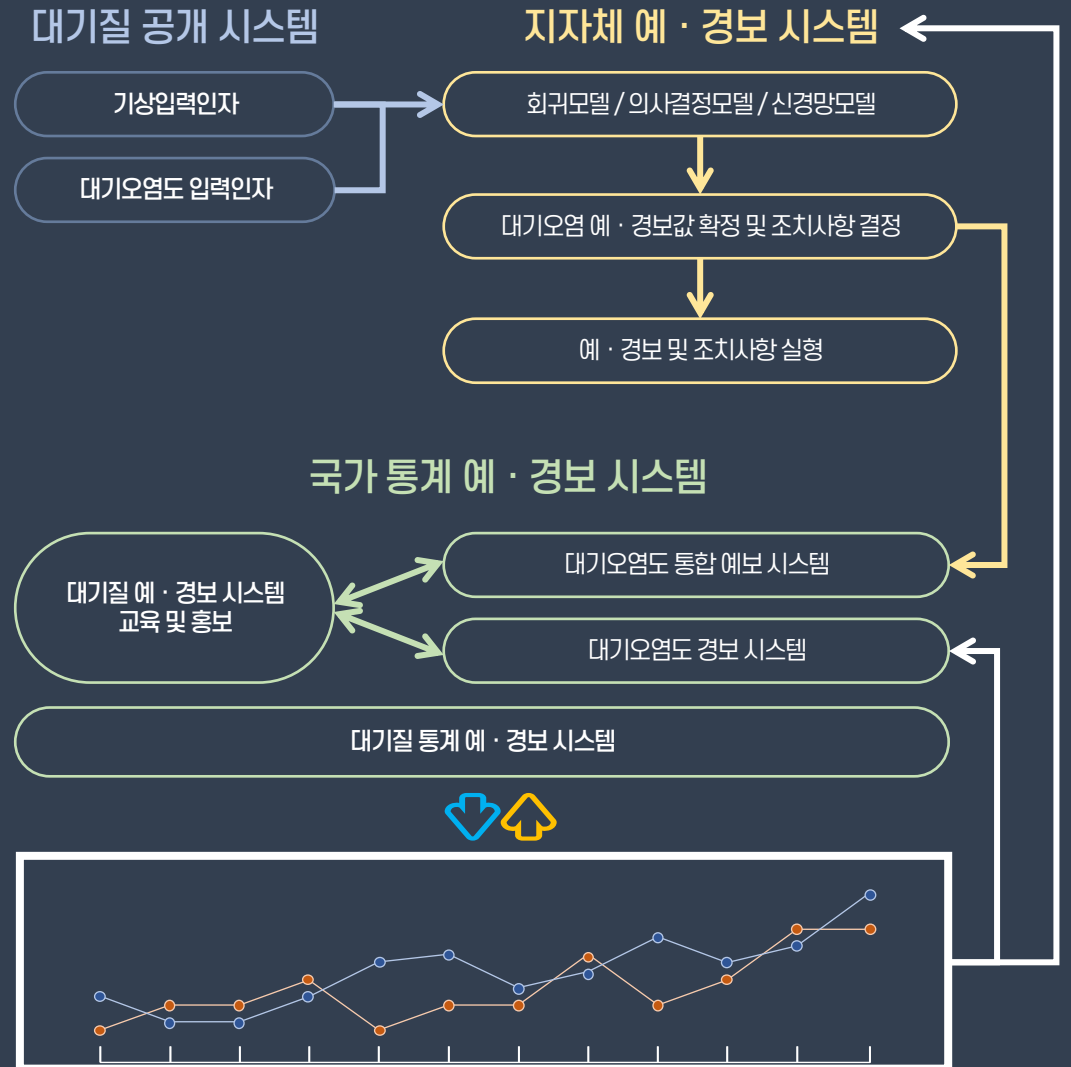 대기질 공개 시스템
지자체 예 · 경보 시스템
기상입력인자
회귀모델 / 의사결정모델 / 신경망모델
대기오염도 입력인자
대기오염 예 · 경보값 확정 및 조치사항 결정
예 · 경보 및 조치사항 실형
국가 통계 예 · 경보 시스템
대기질 예 · 경보 시스템
교육 및 홍보
대기오염도 통합 예보 시스템
대기오염도 경보 시스템
대기질 통계 예 · 경보 시스템